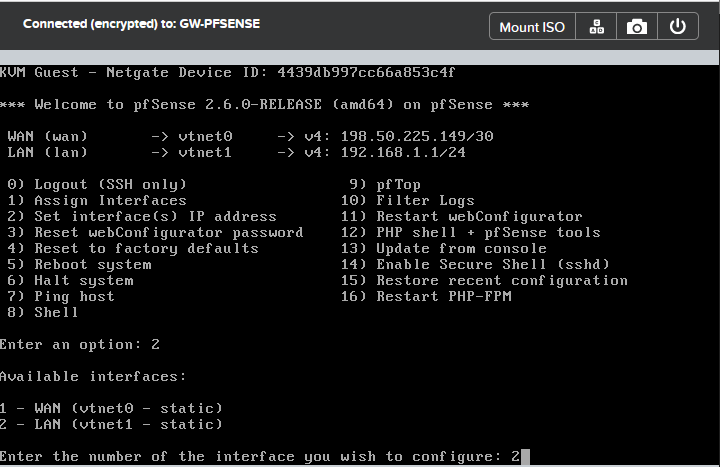 Connected (encrypted) to: GW-PFSENSE
Mount ISO
KVM Guest - Netgate Device ID: 4439db997cc66a853c4f
*** Welcome to pfSense 2.6.0-RELEASE (amd64) on pfSense ***
WAN (wan) -> vtnet0 -> v4: 198.50.225.149/30
LAN (lan) -> vtnet1 -> v4: 192.168.1.1/24
0) Logout (SSH only) 9) pfTop
1) Assign Interfaces 10) Filter Logs
2) Set interface(s) IP address 11) Restart webConfigurator
3) Reset webConfigurator password 12) PHP shell + pfSense tools
4) Reset to factory defaults 13) Update from console
5) Reboot system 14) Enable Secure Shell (sshd)
6) Halt system 15) Restore recent configuration
7) Ping host 16) Restart PHP-FPM
8) Shell
Enter an option: 2
Available interfaces:
1 - WAN (vtnet0 - static)
2 - LAN (vtnet1 - static)
Enter the number of the interface you wish to configure: 2